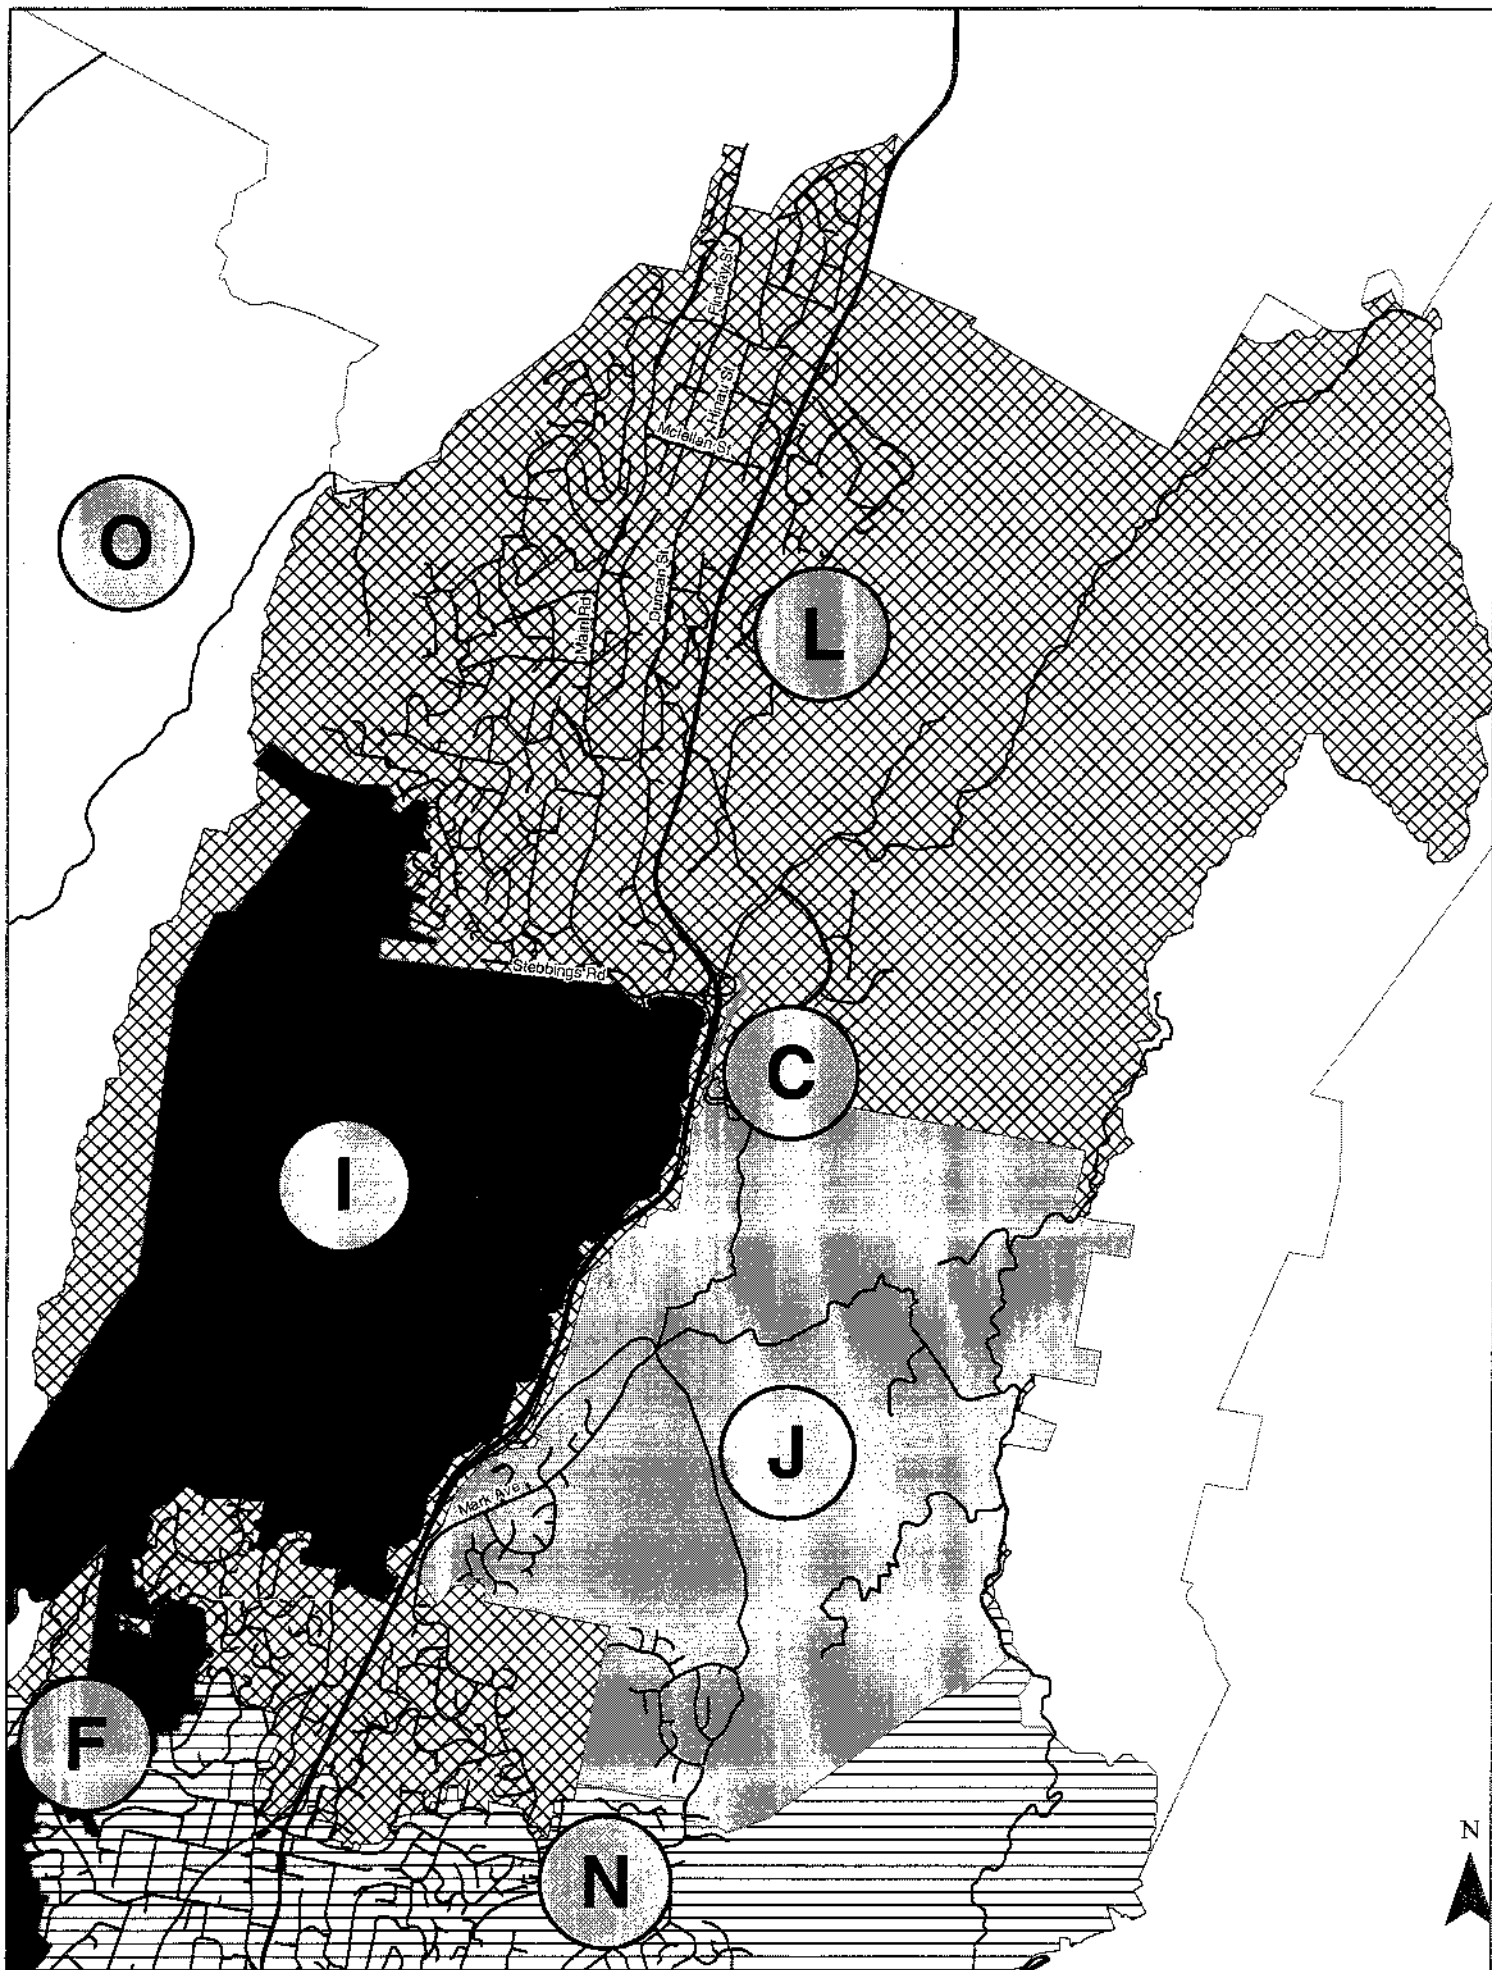 Findlay St
Hinau St
Mclellan St
O
Duncan St
Main Rd
L
Stebbings Rd
C
I
J
Mark Ave
F
N
N